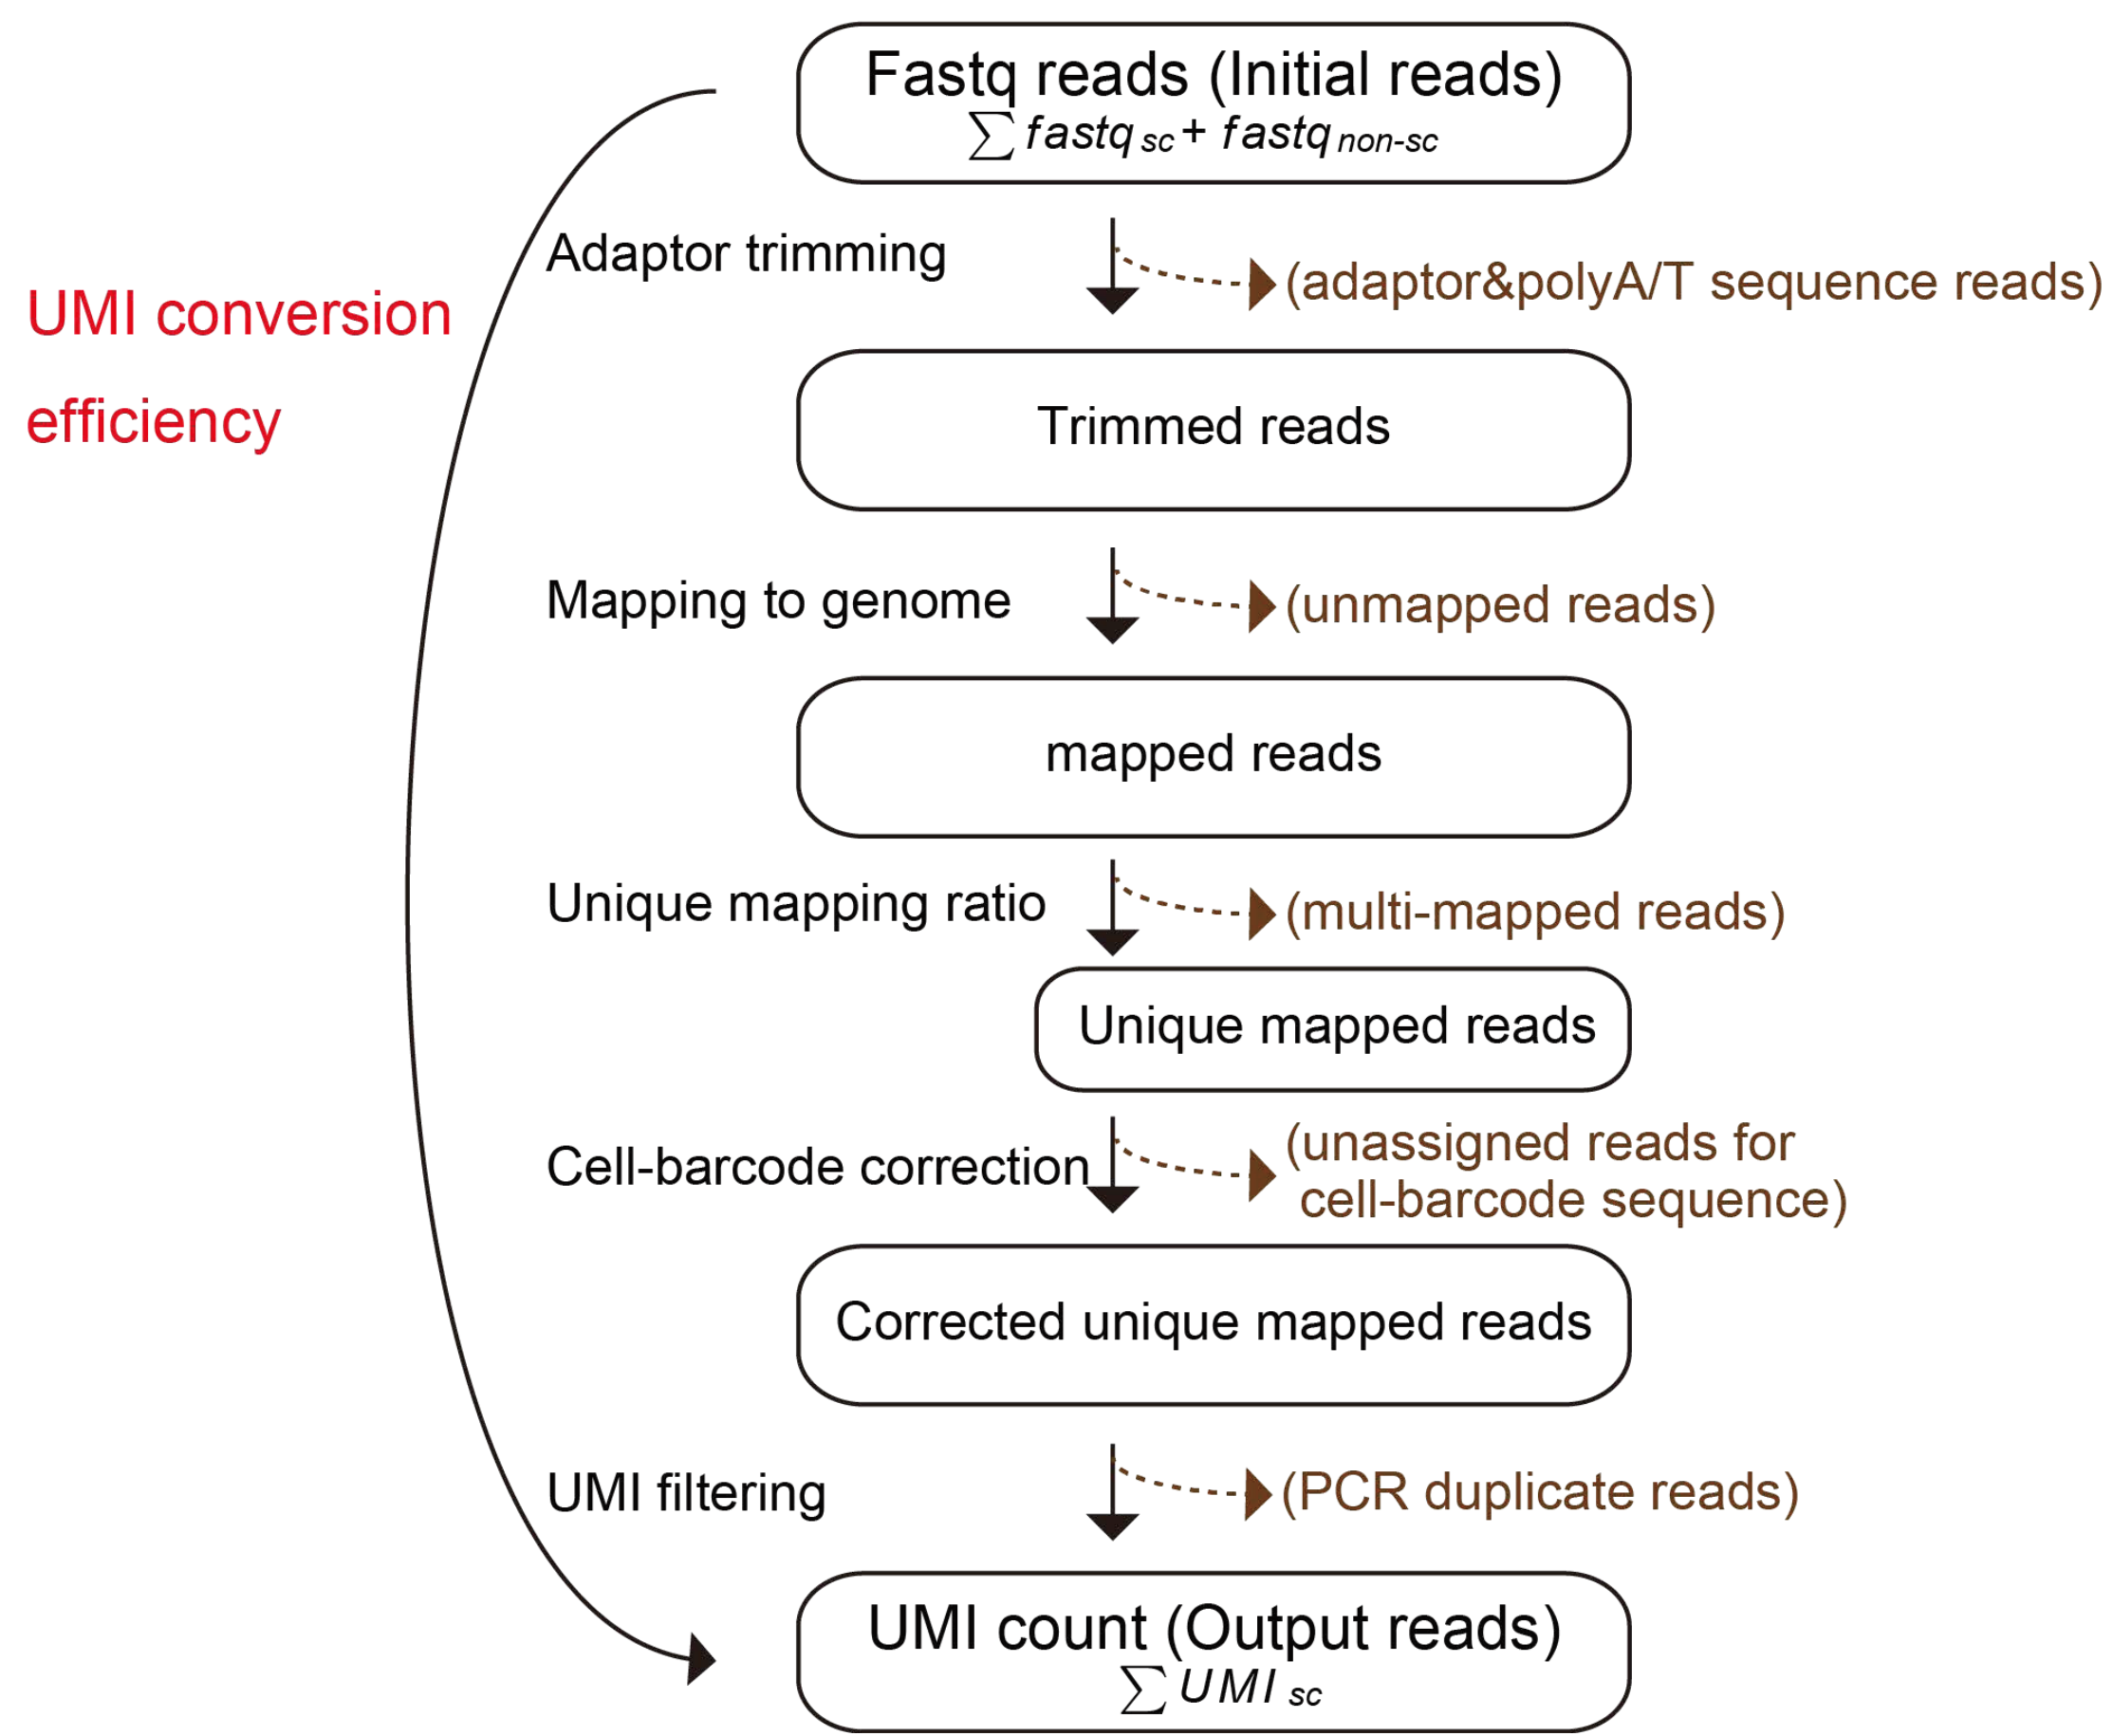 Fastq reads (Initial reads)
∑ fastq sc + fastq non-sc
Adaptor trimming
(adaptor&polyA/T sequence reads)
UMI conversion
efficiency
Trimmed reads
Mapping to genome
(unmapped reads)
mapped reads
Unique mapping ratio
(multi-mapped reads)
Unique mapped reads
Cell-barcode correction
(unassigned reads for
cell-barcode sequence)
Corrected unique mapped reads
UMI filtering
(PCR duplicate reads)
UMI count (Output reads)
∑ UMI sc